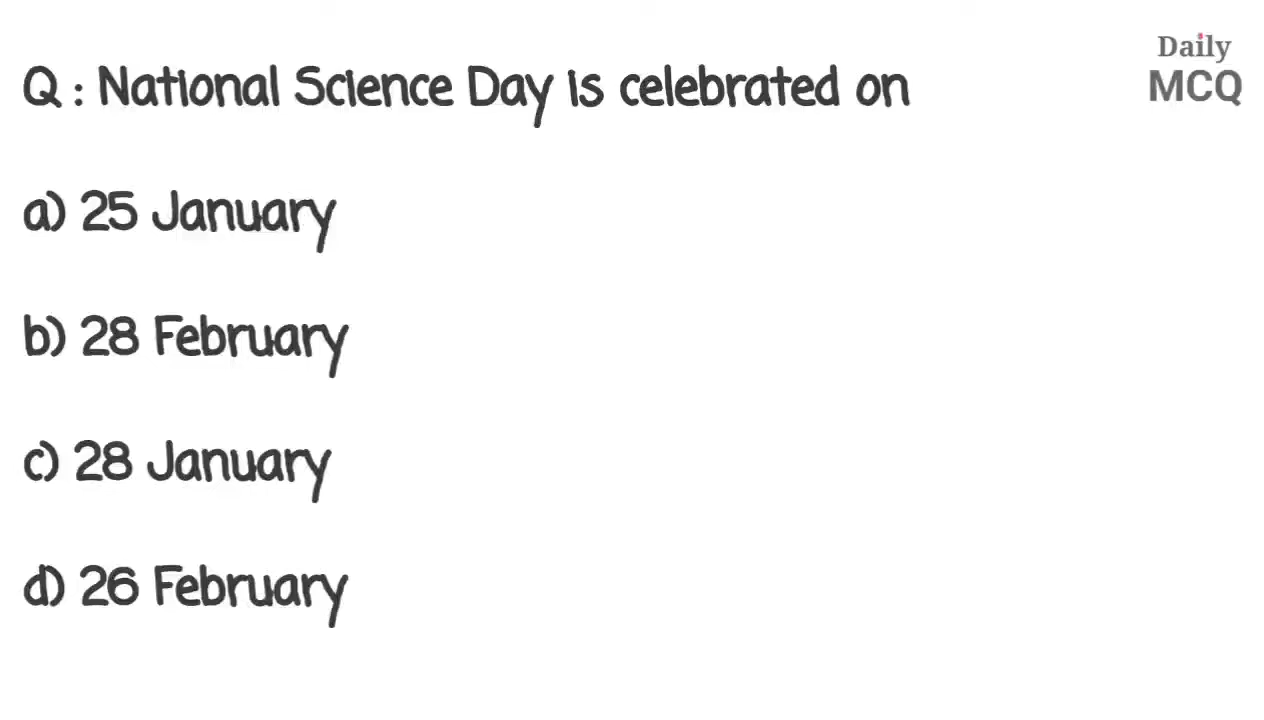 Daily
MCQ
Q : National Science Day is celebrated on
a) 25 January
b) 28 February
c) 28 January
d) 26 February